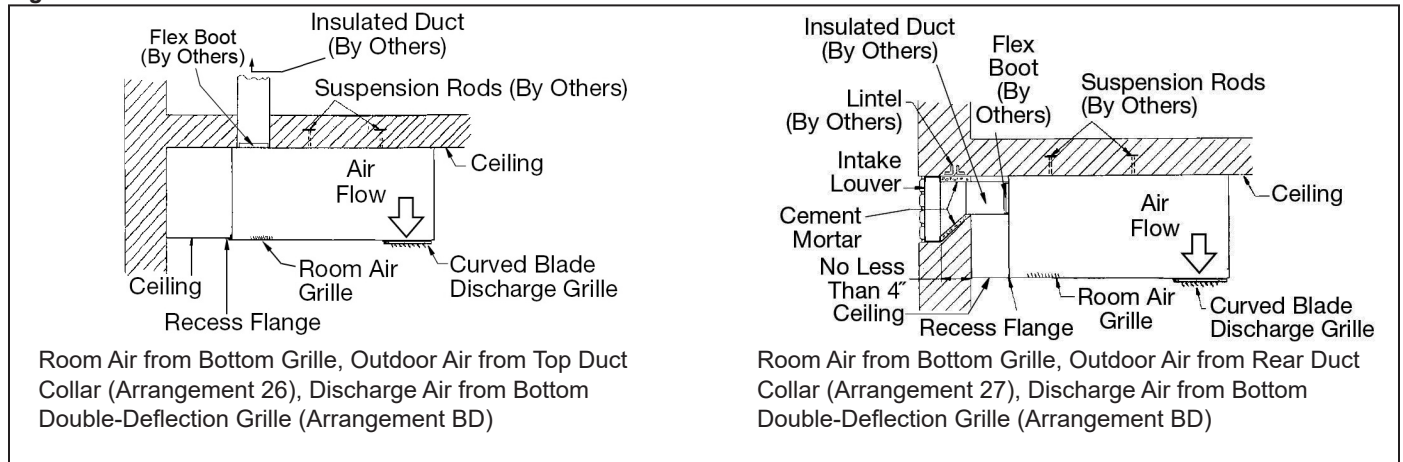 Flex Boot
(By Others)
Insulated Duct
(By Others)
Suspension Rods (By Others)
Ceiling
Air
Flow
Ceiling
Room Air
Grille
Curved Blade
Discharge Grille
Recess Flange
Room Air from Bottom Grille, Outdoor Air from Top Duct
Collar (Arrangement 26), Discharge Air from Bottom
Double-Deflection Grille (Arrangement BD)
Insulated Duct
(By Others)
Flex
Boot
(By
Others)
Suspension Rods
(By Others)
Lintel
(By Others)
Intake
Louver
Cement
Mortar
No Less
Than 4″
Ceiling
Ceiling
Air
Flow
Room Air
Grille
Recess Flange
Curved Blade
Discharge Grille
Room Air from Bottom Grille, Outdoor Air from Rear Duct
Collar (Arrangement 27), Discharge Air from Bottom
Double-Deflection Grille (Arrangement BD)